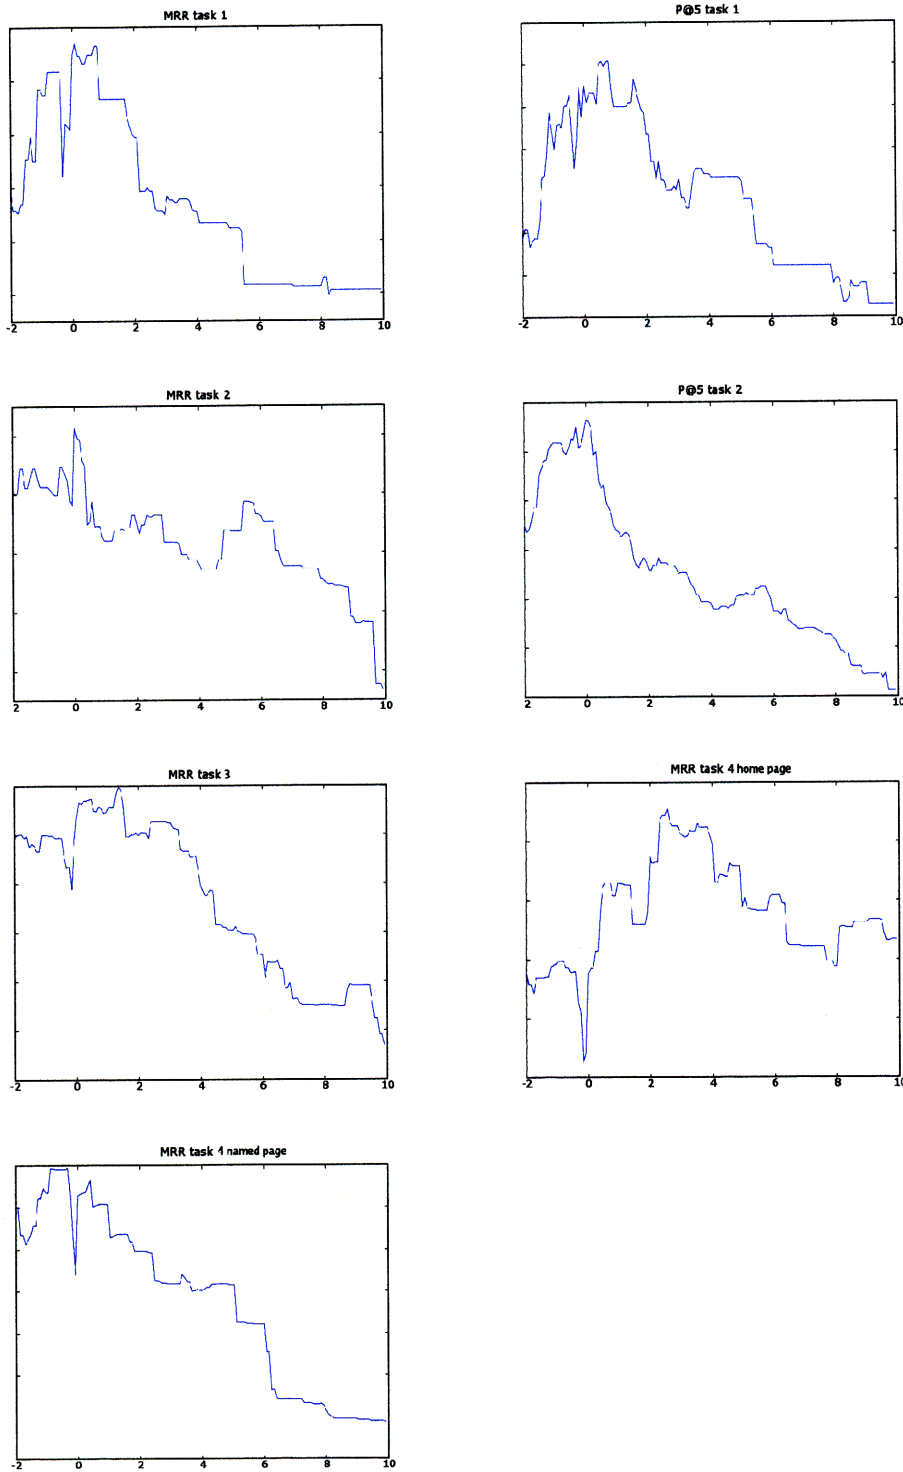 MRR task 1
P@5 task 1
-2 0 2 4 6 8 10
-2 0 2 4 6 8 10
MRR task 2
P@5 task 2
2 0 2 4 6 8 10
2 0 2 4 6 8 10
MRR task 3
MRR task 4 home page
-2 0 2 4 6 8 10
-2 0 2 4 6 8 10
MRR task 4 named page
-2 0 2 4 6 8 10